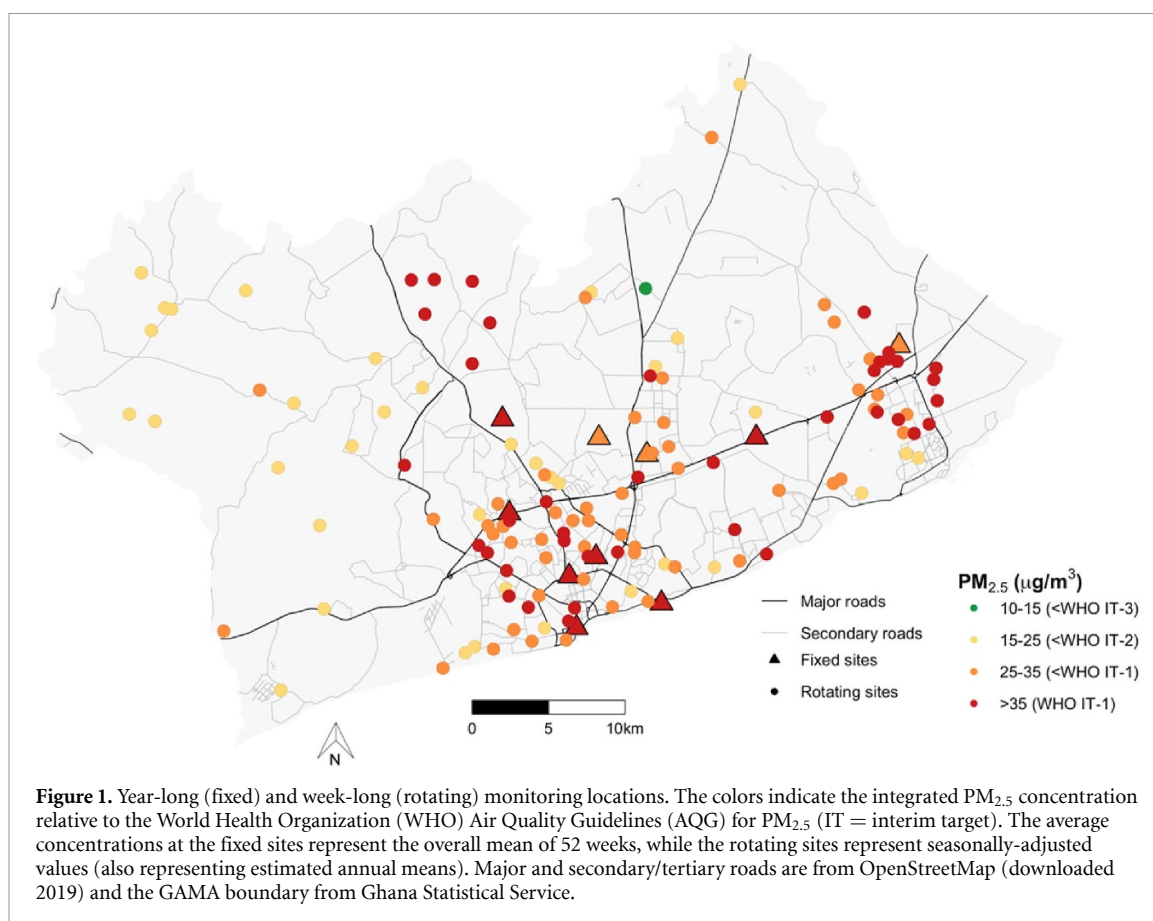 N
0 5 10km
Major roads
Secondary roads
Fixed sites
Rotating sites
PM2.5 (μg/m³)
10-15 (<WHO IT-3)
15-25 (<WHO IT-2)
25-35 (<WHO IT-1)
>35 (WHO IT-1)
Figure 1. Year-long (fixed) and week-long (rotating) monitoring locations. The colors indicate the integrated PM2.5 concentration
relative to the World Health Organization (WHO) Air Quality Guidelines (AQG) for PM2.5 (IT = interim target). The average
concentrations at the fixed sites represent the overall mean of 52 weeks, while the rotating sites represent seasonally-adjusted
values (also representing estimated annual means). Major and secondary/tertiary roads are from OpenStreetMap (downloaded
2019) and the GAMA boundary from Ghana Statistical Service.